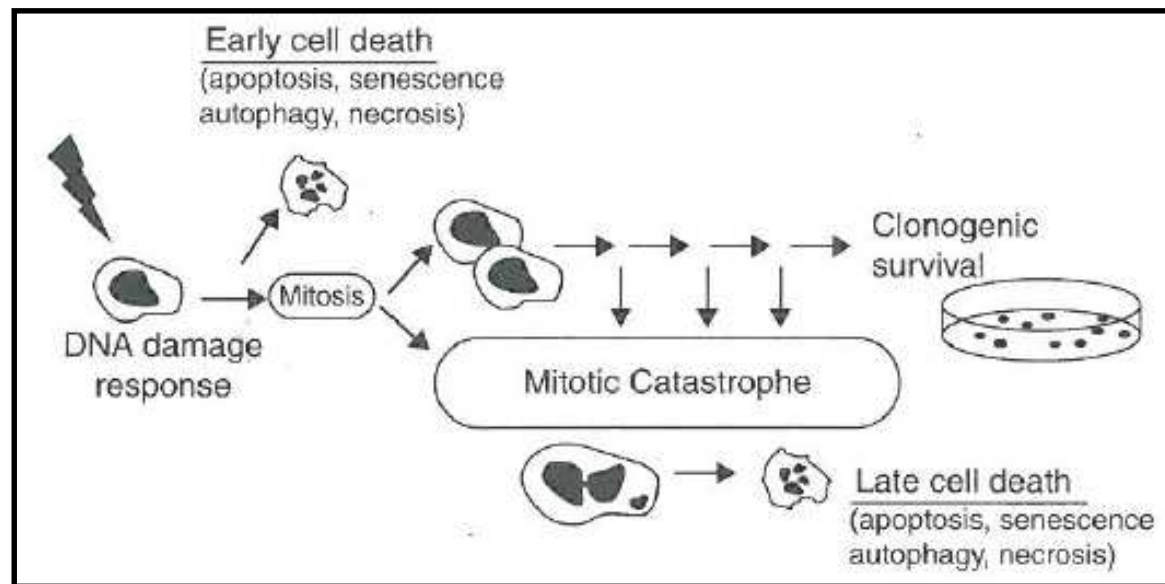 Early cell death
(apoptosis, senescence
autophagy, necrosis)
Mitosis
Clonogenic
survival
DNA damage
response
Mitotic Catastrophe
Late cell death
(apoptosis, senescence
autophagy, necrosis)